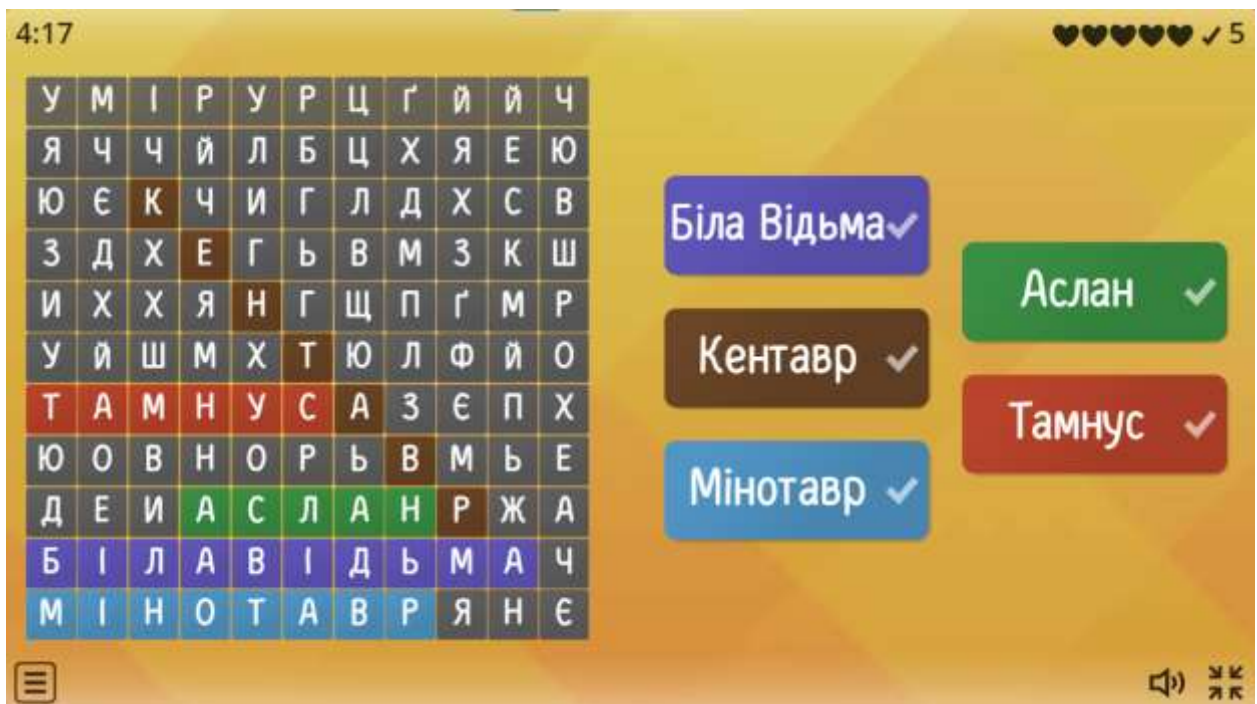 4:17
✓ 5
У М І Р У Р Ц Ґ Й Й Ч
Я Ч Ч Й Л Б Ц Х Я Е Ю
Ю Є К Ч И Г Л Д Х С В
З Д Х Е Г Ь В М З К Ш
И Х Х Я Н Г Щ П Ґ М Р
У Й Ш М Х Т Ю Л Ф Й О
Т А М Н У С А З Є П Х
Ю О В Н О Р Ь В М Ь Е
Д Е И А С Л А Н Р Ж А
Б І Л А В І Д Ь М А Ч
М І Н О Т А В Р Я Н Є
Біла Відьма
Кентавр
Мінотавр
Аслан
Тамнус